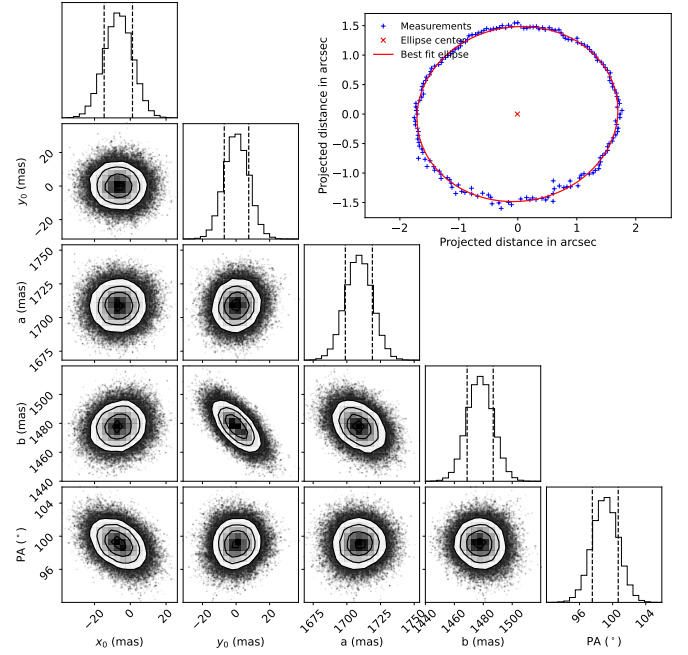 Measurements
Ellipse center
Best fit ellipse
1.5
1.0
0.5
0.0
−0.5
−1.0
−1.5
Projected distance in arcsec
−2 −1 0 1 2
Projected distance in arcsec
20
0
−20
y0 (mas)
1750
1725
1700
1675
a (mas)
1500
1480
1460
1440
b (mas)
104
100
96
PA (°)
−20 0 −20 0 20 1675 1700 1725 1750 1440 1460 1480 1500 96 100 104
x0 (mas) y0 (mas) a (mas) b (mas) PA (°)